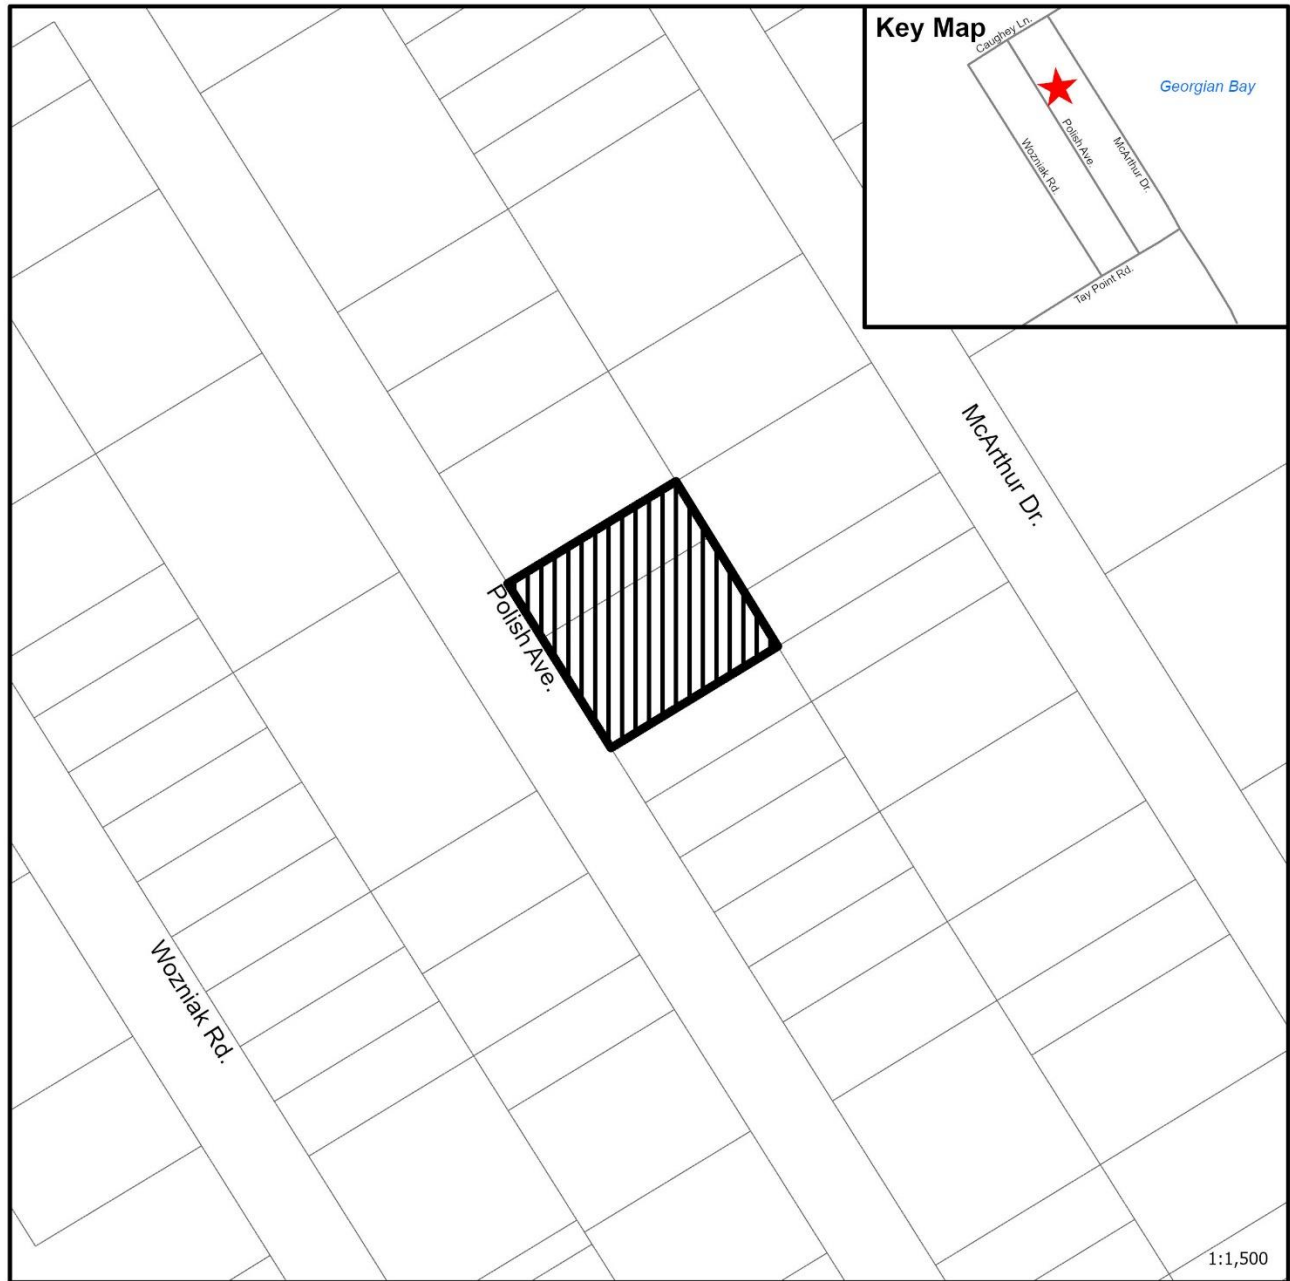 Key Map
Caughey Ln.
Georgian Bay
Polish Ave
McArthur Dr.
Wozniak Rd.
Tay Point Rd.
McArthur Dr.
Polish Ave.
Wozniak Rd.
1:1,500